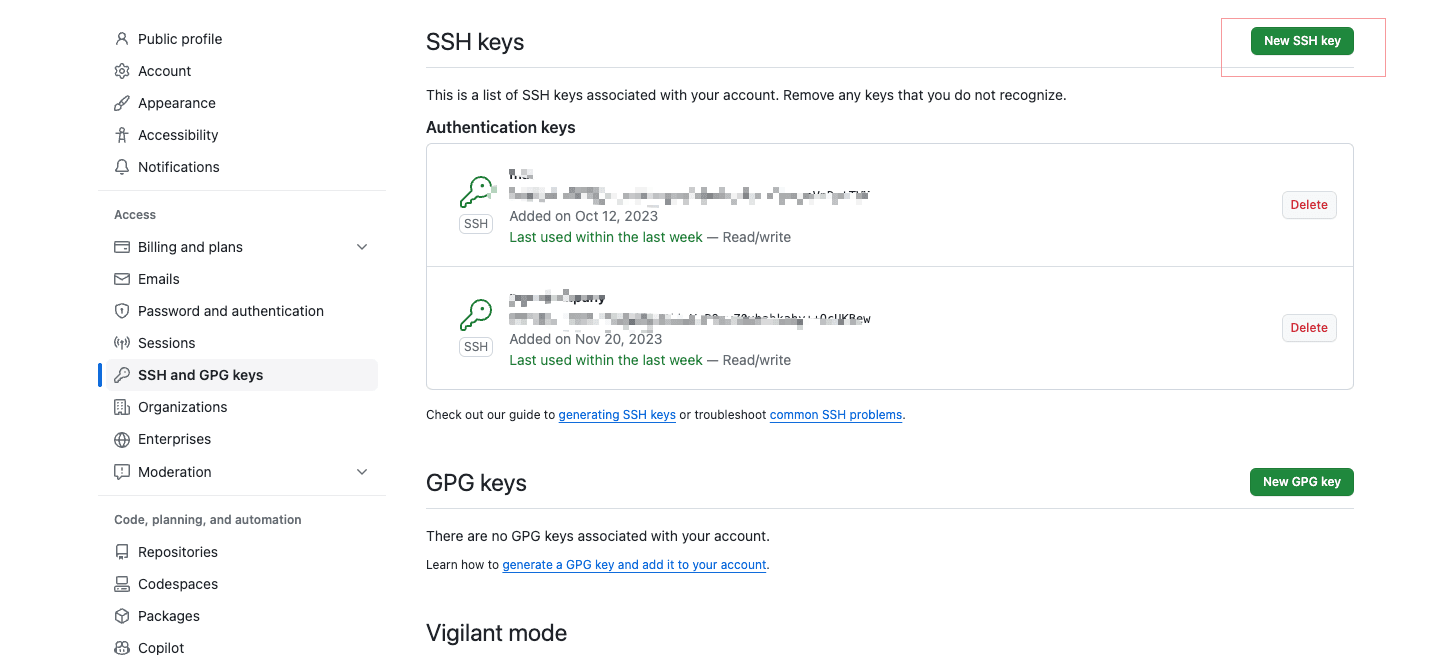 Public profile
Account
Appearance
Accessibility
Notifications
Access
Billing and plans
Emails
Password and authentication
Sessions
SSH and GPG keys
Organizations
Enterprises
Moderation
Code, planning, and automation
Repositories
Codespaces
Packages
Copilot
SSH keys
New SSH key
This is a list of SSH keys associated with your account. Remove any keys that you do not recognize.
Authentication keys
SSH
Added on Oct 12, 2023
Last used within the last week — Read/write
Delete
SSH
Added on Nov 20, 2023
Last used within the last week — Read/write
Delete
Check out our guide to generating SSH keys or troubleshoot common SSH problems.
GPG keys
New GPG key
There are no GPG keys associated with your account.
Learn how to generate a GPG key and add it to your account.
Vigilant mode